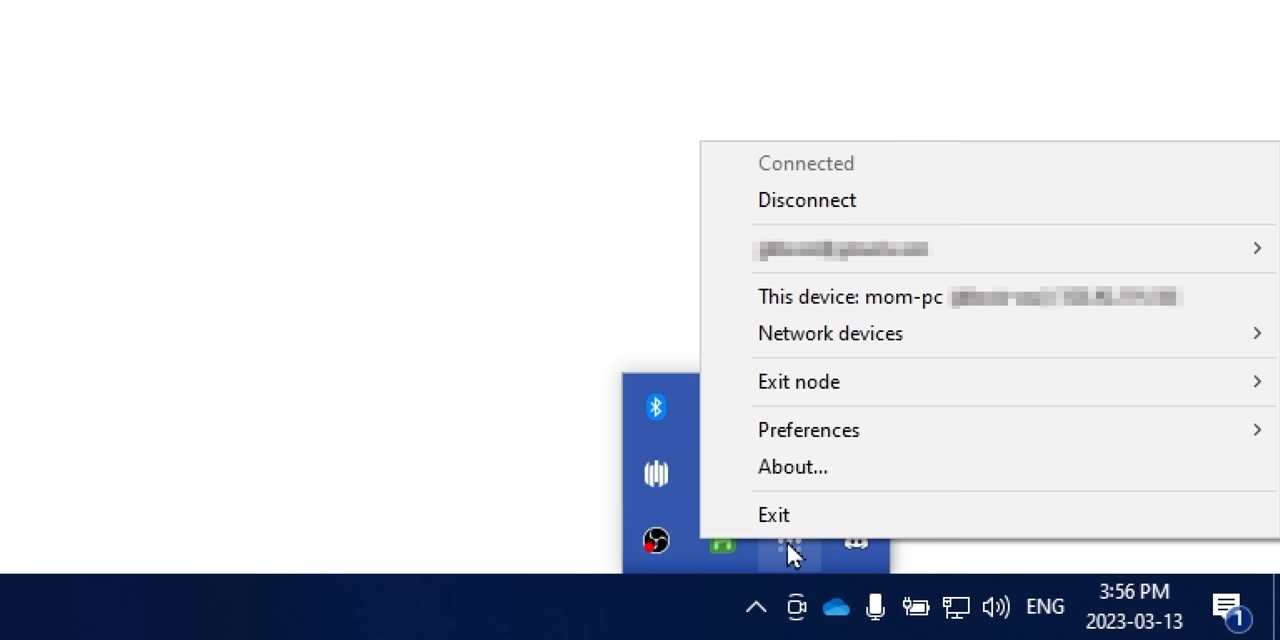 Connected
Disconnect
This device: mom-pc
Network devices
Exit node
Preferences
About...
Exit
ENG
3:56 PM
2023-03-13
1